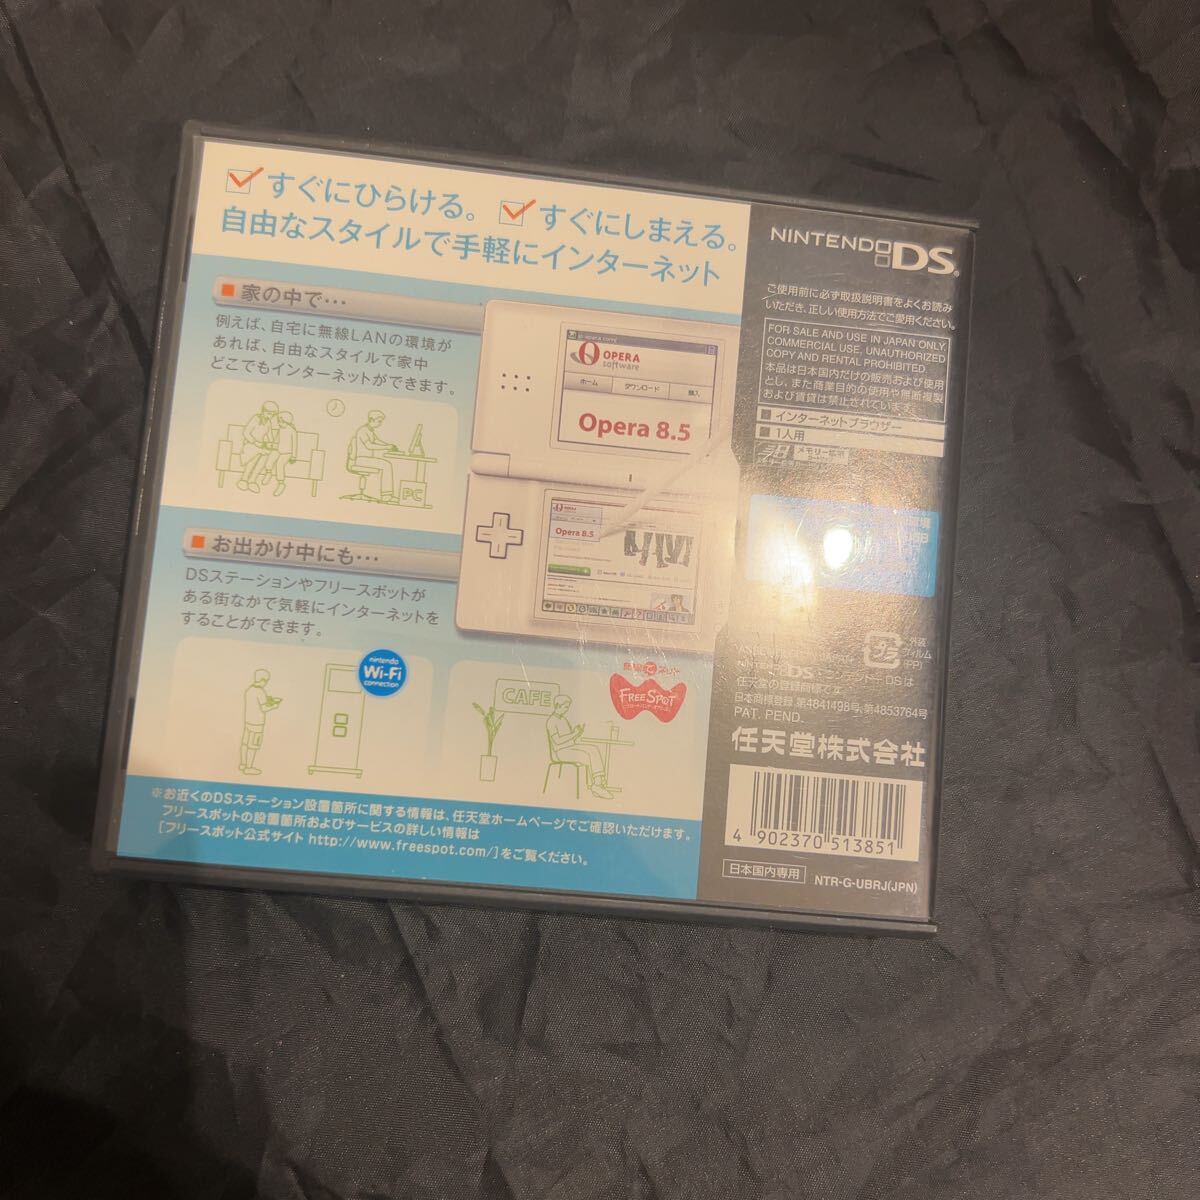 すぐにひらける。 すぐにしまえる。
自由なスタイルで手軽にインターネット
家の中で…
例えば、自宅に無線LANの環境が
あれば、自由なスタイルで家中
どこでもインターネットができます。
PC
お出かけ中にも…
DSステーションやフリースポットが
ある街なかで気軽にインターネットを
することができます。
nintendo
Wi-Fi
connection
CAFE
FREESPOT
OPERA
software
ホーム ダウンロード 購入
Opera 8.5
OPERA
Opera 8.5
※お近くのDSステーション設置箇所に関する情報は、任天堂ホームページでご確認いただけます。
フリースポットの設置箇所およびサービスの詳しい情報は
[フリースポット公式サイト http://www.freespot.com/]をご覧ください。
NINTENDO DS
ご使用前に必ず取扱説明書をよくお読み
いただき、正しい使用方法でご愛用ください。
FOR SALE AND USE IN JAPAN ONLY.
COMMERCIAL USE, UNAUTHORIZED
COPY AND RENTAL PROHIBITED.
本品は日本国内だけの販売および使用
とし、また商業目的の使用や無断複製
および賃貸は禁止されています。
インターネットブラウザー
1人用
メモリー拡張
プラ
外装
フィルム
(PP)
NINTENDO DS
任天堂の登録商標です。
日本商標登録 第4841498号、第4853764号
PAT. PEND.
任天堂株式会社
4 902370 513851
日本国内専用
NTR-G-UBRJ(JPN)